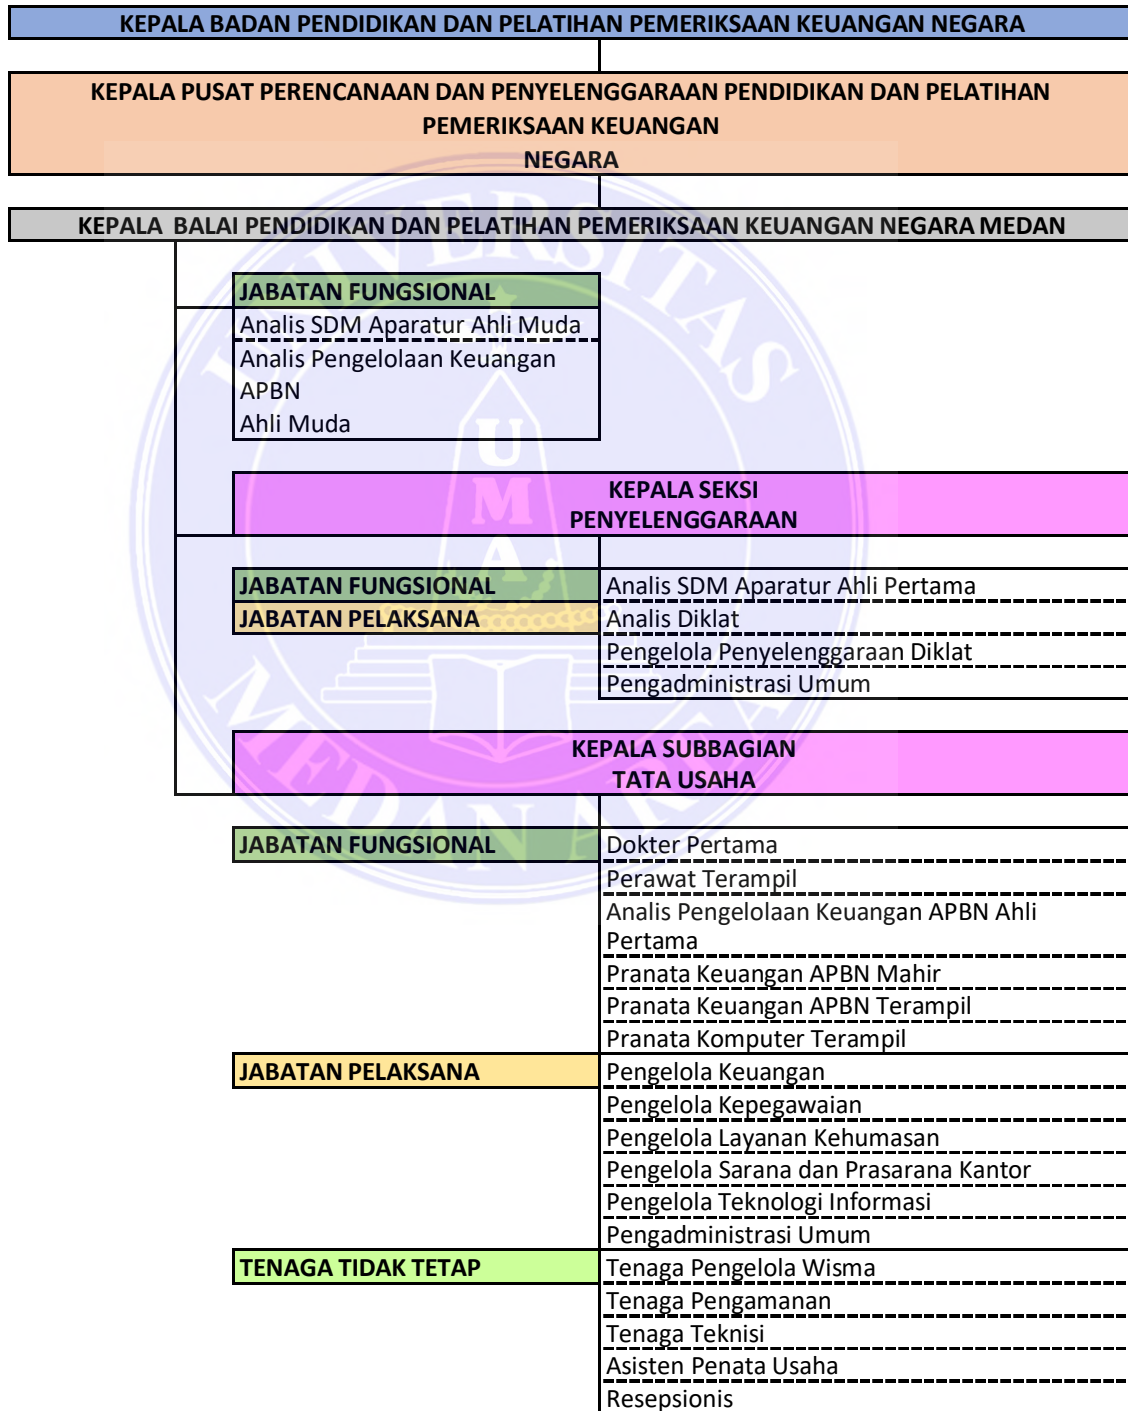 KEPALA BADAN PENDIDIKAN DAN PELATIHAN PEMERIKSAAN KEUANGAN NEGARA
KEPALA PUSAT PERENCANAAN DAN PENYELENGGARAAN PENDIDIKAN DAN PELATIHAN
PEMERIKSAAN KEUANGAN
NEGARA
KEPALA BALAI PENDIDIKAN DAN PELATIHAN PEMERIKSAAN KEUANGAN NEGARA MEDAN
JABATAN FUNGSIONAL
Analis SDM Aparatur Ahli Muda
Analis Pengelolaan Keuangan
APBN
Ahli Muda
KEPALA SEKSI
PENYELENGGARAAN
JABATAN FUNGSIONAL Analis SDM Aparatur Ahli Pertama
JABATAN PELAKSANA Analis Diklat
Pengelola Penyelenggaraan Diklat
Pengadministrasi Umum
KEPALA SUBBAGIAN
TATA USAHA
JABATAN FUNGSIONAL Dokter Pertama
Perawat Terampil
Analis Pengelolaan Keuangan APBN Ahli
Pertama
Pranata Keuangan APBN Mahir
Pranata Keuangan APBN Terampil
Pranata Komputer Terampil
JABATAN PELAKSANA Pengelola Keuangan
Pengelola Kepegawaian
Pengelola Layanan Kehumasan
Pengelola Sarana dan Prasarana Kantor
Pengelola Teknologi Informasi
Pengadministrasi Umum
TENAGA TIDAK TETAP Tenaga Pengelola Wisma
Tenaga Pengamanan
Tenaga Teknisi
Asisten Penata Usaha
Resepsionis
UNIVERSITAS
MEDAN AREA
U
M
A